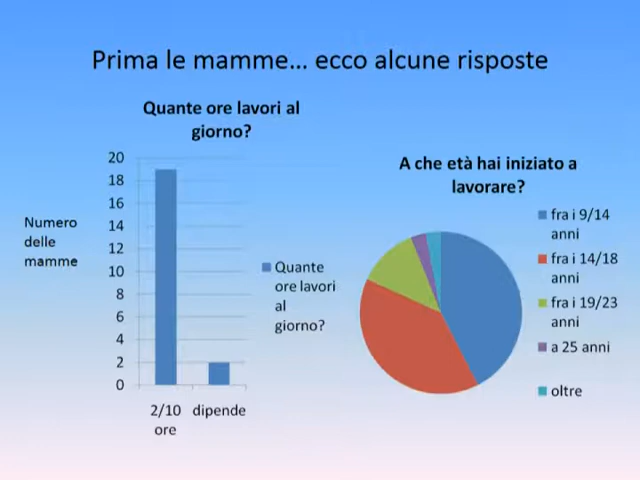 Prima le mamme... ecco alcune risposte
Quante ore lavori al
giorno?
20
18
16
14
12
10
8
6
4
2
0
Numero
delle
mamme
2/10
ore
dipende
Quante
ore lavori
al
giorno?
A che età hai iniziato a
lavorare?
fra i 9/14
anni
fra i 14/18
anni
fra i 19/23
anni
a 25 anni
oltre